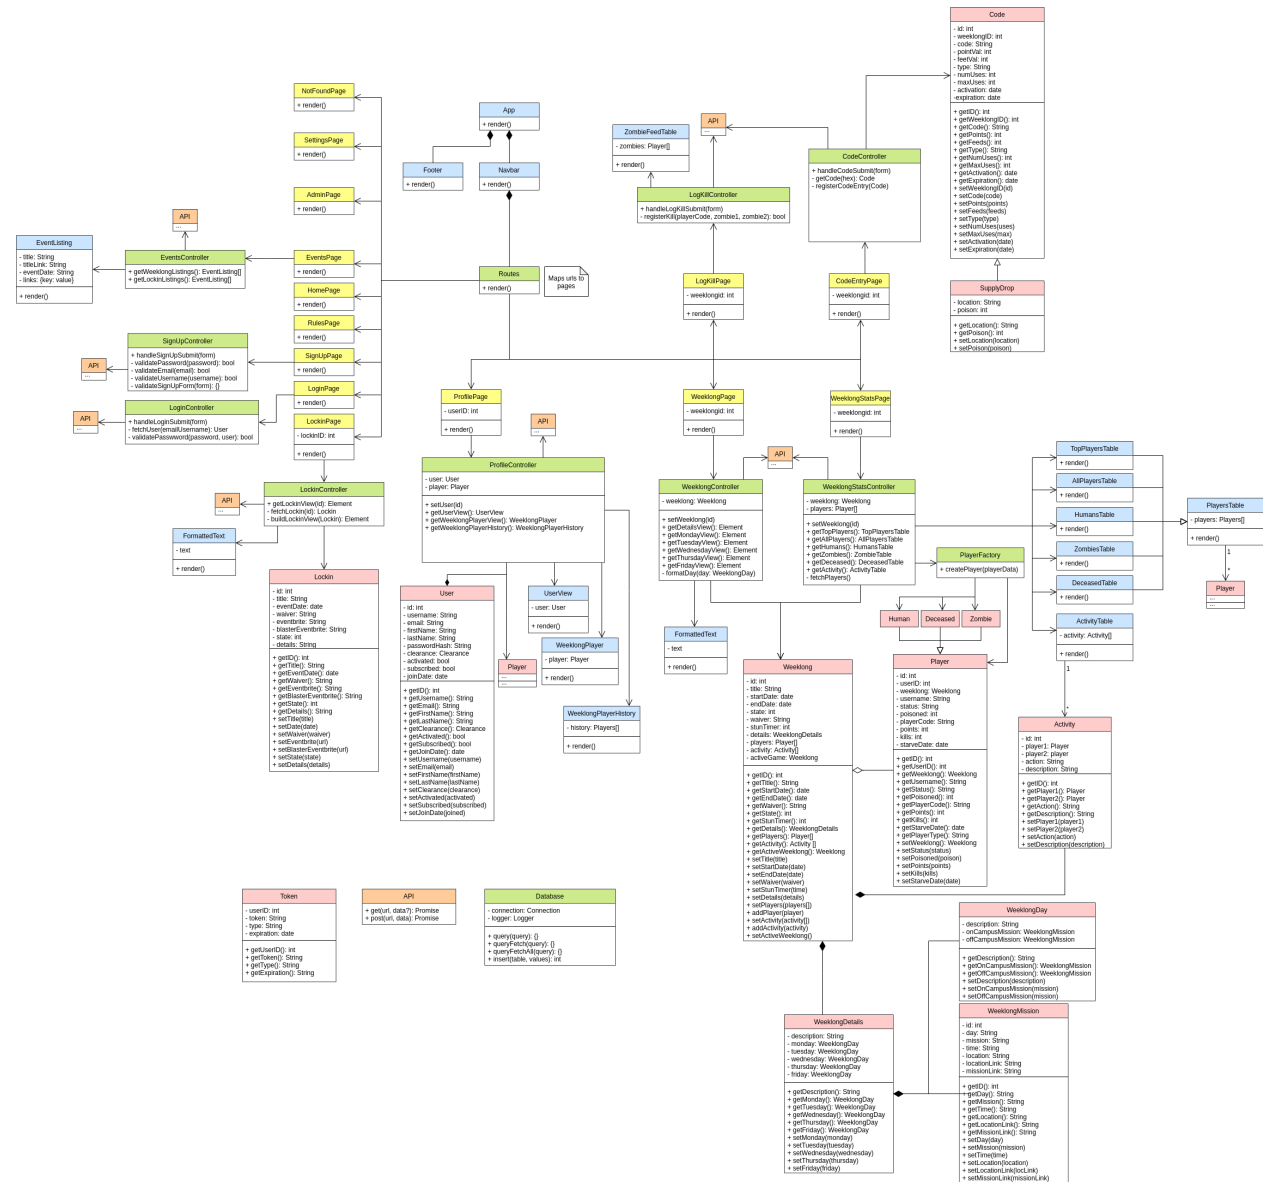 Code
- id: int
- weeklongID: int
- code: String
- pointVal: int
- feetVal: int
- type: String
- numUses: int
- maxUses: int
- activation: date
-expiration: date
+ getID(): int
+ getWeeklongID(): int
+ getCode(): String
+ getPoints(): int
+ getFeeds(): int
+ getType(): String
+ getNumUses(): int
+ getMaxUses(): int
+ getActivation(): date
+ getExpiration(): date
+ setWeeklongID(id)
+ setCode(code)
+ setPoints(points)
+ setFeeds(feeds)
+ setType(type)
+ setNumUses(uses)
+ setMaxUses(max)
+ setActivation(date)
+ setExpiration(date)
SupplyDrop
- location: String
- poison: int
+ getLocation(): String
+ getPoison(): int
+ setLocation(location)
+ setPoison(poison)
NotFoundPage
+ render()
SettingsPage
+ render()
AdminPage
+ render()
EventsPage
+ render()
HomePage
+ render()
RulesPage
+ render()
SignUpPage
+ render()
LoginPage
+ render()
LockinPage
- lockinID: int
+ render()
App
+ render()
Footer
+ render()
Navbar
+ render()
Routes
+ render()
Maps urls to
pages
ZombieFeedTable
- zombies: Player[]
+ render()
API
...
CodeController
+ handleCodeSubmit(form)
- getCode(hex): Code
- registerCodeEntry(Code)
LogKillController
+ handleLogKillSubmit(form)
- registerKill(playerCode, zombie1, zombie2): bool
LogKillPage
- weeklongid: int
+ render()
CodeEntryPage
- weeklongid: int
+ render()
API
...
EventListing
- title: String
- titleLink: String
- eventDate: String
- links: {key: value}
+ render()
EventsController
+ getWeeklongListings(): EventListing[]
+ getLockinListings(): EventListing[]
SignUpController
+ handleSignUpSubmit(form)
- validatePassword(password): bool
- validateEmail(email): bool
- validateUsername(username): bool
- validateSignUpForm(form): {}
API
...
LoginController
+ handleLoginSubmit(form)
- fetchUser(emailUsername): User
- validatePasswword(password, user): bool
API
...
ProfilePage
- userID: int
+ render()
WeeklongPage
- weeklongid: int
+ render()
WeeklongStatsPage
- weeklongid: int
+ render()
API
...
ProfileController
- user: User
- player: Player
+ setUser(id)
+ getUserView(): UserView
+ getWeeklongPlayerView(): WeeklongPlayer
+ getWeeklongPlayerHistory(): WeeklongPlayerHistory
API
...
WeeklongController
- weeklong: Weeklong
+ setWeeklong(id)
+ getDetailsView(): Element
+ getMondayView(): Element
+ getTuesdayView(): Element
+ getWednesdayView(): Element
+ getThursdayView(): Element
+ getFridayView(): Element
- formatDay(day: WeeklongDay)
WeeklongStatsController
- weeklong: Weeklong
- players: Player[]
+ setWeeklong(id)
+ getTopPlayers(): TopPlayersTable
+ getAllPlayers(): AllPlayersTable
+ getHumans(): HumansTable
+ getZombies(): ZombieTable
+ getDeceased(): DeceasedTable
+ getActivity(): ActivityTable
- fetchPlayers()
TopPlayersTable
+ render()
AllPlayersTable
+ render()
HumansTable
+ render()
ZombiesTable
+ render()
DeceasedTable
+ render()
ActivityTable
- activity: Activity[]
+ render()
PlayersTable
- players: Players[]
+ render()
1
*
Player
...
...
PlayerFactory
+ createPlayer(playerData)
Human
Deceased
Zombie
LockinController
+ getLockinView(id): Element
- fetchLockin(id): Lockin
- buildLockinView(Lockin): Element
API
...
FormattedText
- text
+ render()
Lockin
- id: int
- title: String
- eventDate: date
- waiver: String
- eventbrite: String
- blasterEventbrite: String
- state: int
- details: String
+ getID(): int
+ getTitle(): String
+ getEventDate(): date
+ getWaiver(): String
+ getEventbrite(): String
+ getBlasterEventbrite(): String
+ getState(): int
+ getDetails(): String
+ setTitle(title)
+ setDate(date)
+ setWaiver(waiver)
+ setEventbrite(url)
+ setBlasterEventbrite(url)
+ setState(state)
+ setDetails(details)
User
- id: int
- username: String
- email: String
- firstName: String
- lastName: String
- passwordHash: String
- clearance: Clearance
- activated: bool
- subscribed: bool
- joinDate: date
+ getID(): int
+ getUsername(): String
+ getEmail(): String
+ getFirstName(): String
+ getLastName(): String
+ getClearance(): Clearance
+ getActivated(): bool
+ getSubscribed(): bool
+ getJoinDate(): date
+ setUsername(username)
+ setEmail(email)
+ setFirstName(firstName)
+ setLastName(lastName)
+ setClearance(clearance)
+ setActivated(activated)
+ setSubscribed(subscribed)
+ setJoinDate(joined)
UserView
- user: User
+ render()
Player
...
...
WeeklongPlayer
- player: Player
+ render()
WeeklongPlayerHistory
- history: Players[]
+ render()
FormattedText
- text
+ render()
Weeklong
- id: int
- title: String
- startDate: date
- endDate: date
- state: int
- waiver: String
- stunTimer: int
- details: WeeklongDetails
- players: Player[]
- activity: Activity[]
- activeGame: Weeklong
+ getID(): int
+ getTitle(): String
+ getStartDate(): date
+ getEndDate(): date
+ getWaiver(): String
+ getState(): int
+ getStunTimer(): int
+ getDetails(): WeeklongDetails
+ getPlayers(): Player[]
+ getActivity(): Activity []
+ getActiveWeeklong(): Weeklong
+ setTitle(title)
+ setStartDate(date)
+ setEndDate(date)
+ setWaiver(waiver)
+ setStunTimer(time)
+ setDetails(details)
+ setPlayers(players[])
+ addPlayer(player)
+ setActivity(activity[])
+ addActivity(activity)
+ setActiveWeeklong()
Player
- id: int
- userID: int
- weeklong: Weeklong
- username: String
- status: String
- poisoned: int
- playerCode: String
- points: int
- kills: int
- starveDate: date
+ getID(): int
+ getUserID(): int
+ getWeeklong(): Weeklong
+ getUsername(): String
+ getStatus(): String
+ getPoisoned(): int
+ getPlayerCode(): String
+ getPoints(): int
+ getKills(): int
+ getStarveDate(): date
+ getPlayerType(): String
+ setWeeklong(): Weeklong
+ setStatus(status)
+ setPoisoned(poison)
+ setPoints(points)
+ setKills(kills)
+ setStarveDate(date)
1
*
Activity
- id: int
- player1: Player
- player2: player
- action: String
- description: String
+ getID(): int
+ getPlayer1(): Player
+ getPlayer2(): Player
+ getAction(): String
+ getDescription(): String
+ setPlayer1(player1)
+ setPlayer2(player2)
+ setAction(action)
+ setDescription(description)
Token
- userID: int
- token: String
- type: String
- expiration: date
+ getUserID(): int
+ getToken(): String
+ getType(): String
+ getExpiration(): String
API
+ get(url, data?): Promise
+ post(url, data): Promise
Database
- connection: Connection
- logger: Logger
+ query(query): {}
+ queryFetch(query): {}
+ queryFetchAll(query): {}
+ insert(table, values): int
WeeklongDay
- description: String
- onCampusMission: WeeklongMission
- offCampusMission: WeeklongMission
+ getDescription(): String
+ getOnCampusMission(): WeeklongMission
+ getOffCampusMission(): WeeklongMission
+ setDescription(description)
+ setOnCampusMission(mission)
+ setOffCampusMission(mission)
WeeklongDetails
- description: String
- monday: WeeklongDay
- tuesday: WeeklongDay
- wednesday: WeeklongDay
- thursday: WeeklongDay
- friday: WeeklongDay
+ getDescription(): String
+ getMonday(): WeeklongDay
+ getTuesday(): WeeklongDay
+ getWednesday(): WeeklongDay
+ getThursday(): WeeklongDay
+ getFriday(): WeeklongDay
+ setMonday(monday)
+ setTuesday(tuesday)
+ setWednesday(wednesday)
+ setThursday(thursday)
+ setFriday(friday)
WeeklongMission
- id: int
- day: String
- mission: String
- time: String
- location: String
- locationLink: String
- missionLink: String
+ getID(): int
+ getDay(): String
+ getMission(): String
+ getTime(): String
+ getLocation(): String
+ getLocationLink(): String
+ getMissionLink(): String
+ setDay(day)
+ setMission(mission)
+ setTime(time)
+ setLocation(location)
+ setLocationLink(locLink)
+ setMissionLink(missionLink)